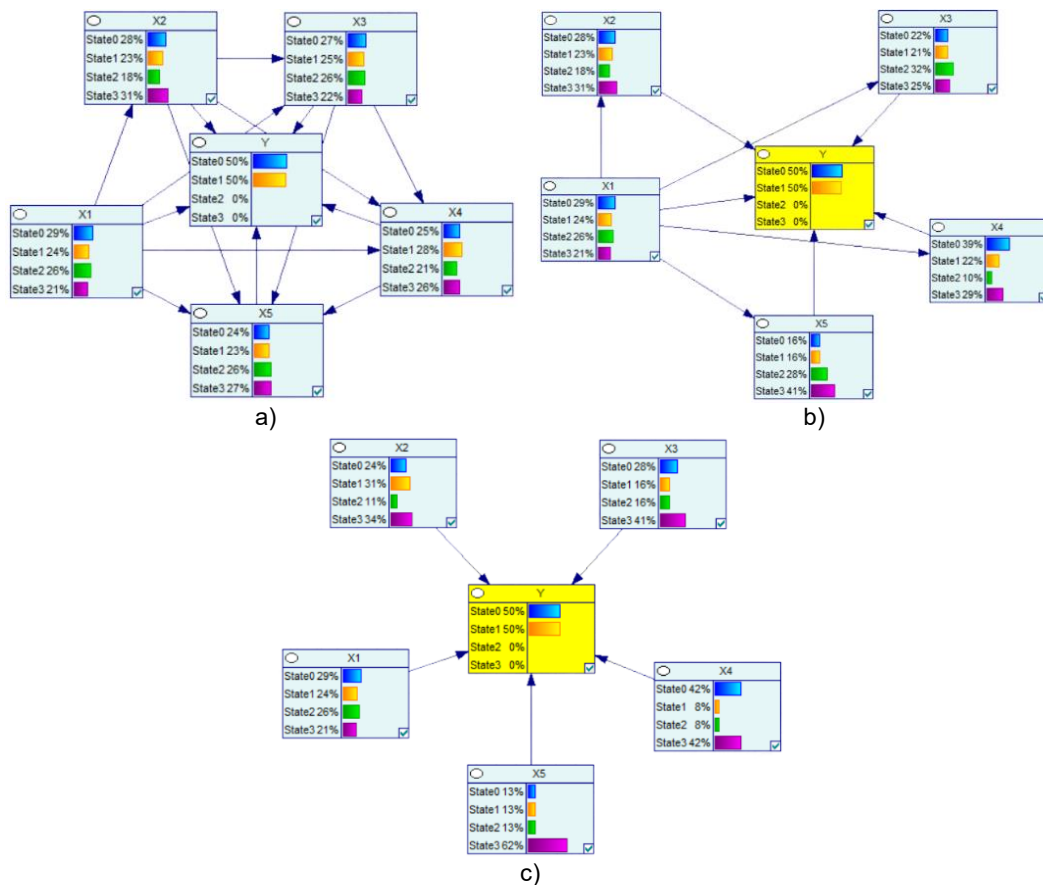 X2
State0 28%
State1 23%
State2 18%
State3 31%
X3
State0 27%
State1 25%
State2 26%
State3 22%
Y
State0 50%
State1 50%
State2 0%
State3 0%
X1
State0 29%
State1 24%
State2 26%
State3 21%
X4
State0 25%
State1 28%
State2 21%
State3 26%
X5
State0 24%
State1 23%
State2 26%
State3 27%
a)
X2
State0 28%
State1 23%
State2 18%
State3 31%
X3
State0 22%
State1 21%
State2 32%
State3 25%
Y
State0 50%
State1 50%
State2 0%
State3 0%
X1
State0 29%
State1 24%
State2 26%
State3 21%
X4
State0 39%
State1 22%
State2 10%
State3 29%
X5
State0 16%
State1 16%
State2 28%
State3 41%
b)
X2
State0 24%
State1 31%
State2 11%
State3 34%
X3
State0 28%
State1 16%
State2 16%
State3 41%
Y
State0 50%
State1 50%
State2 0%
State3 0%
X1
State0 29%
State1 24%
State2 26%
State3 21%
X4
State0 42%
State1 8%
State2 8%
State3 42%
X5
State0 13%
State1 13%
State2 13%
State3 62%
c)